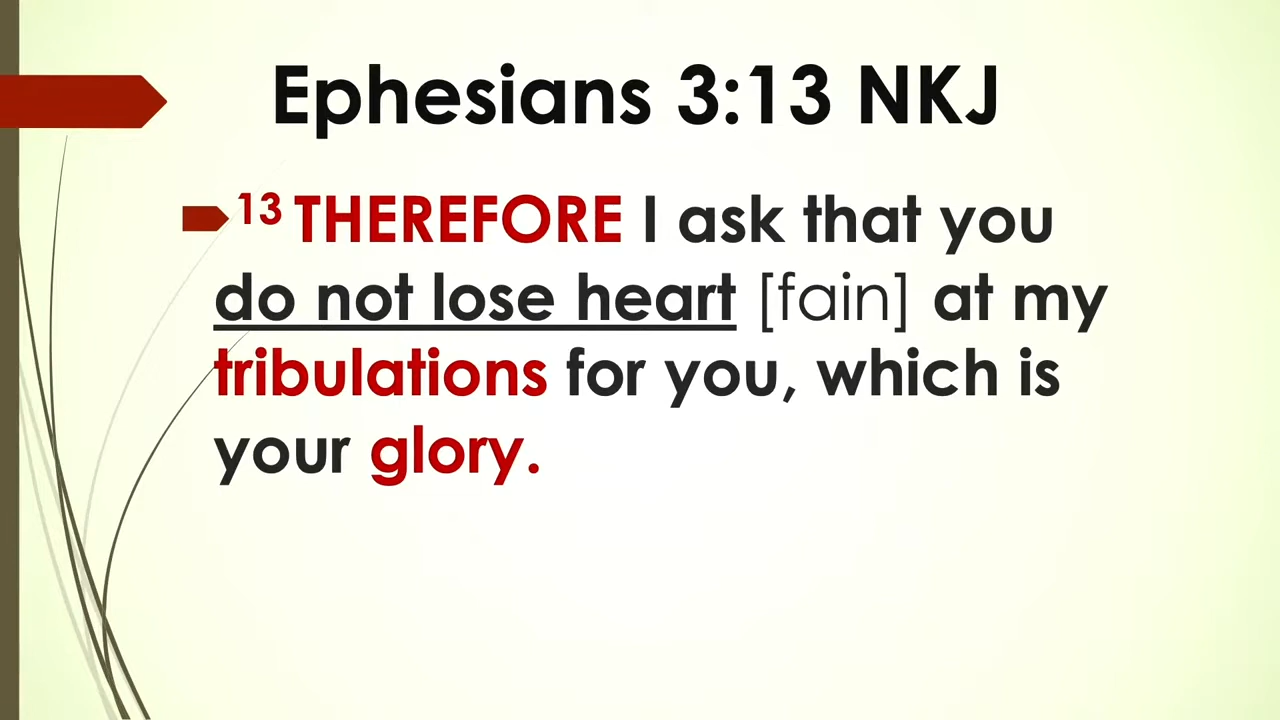 Ephesians 3:13 NKJ
13 THEREFORE I ask that you
do not lose heart [fain] at my
tribulations for you, which is
your glory.